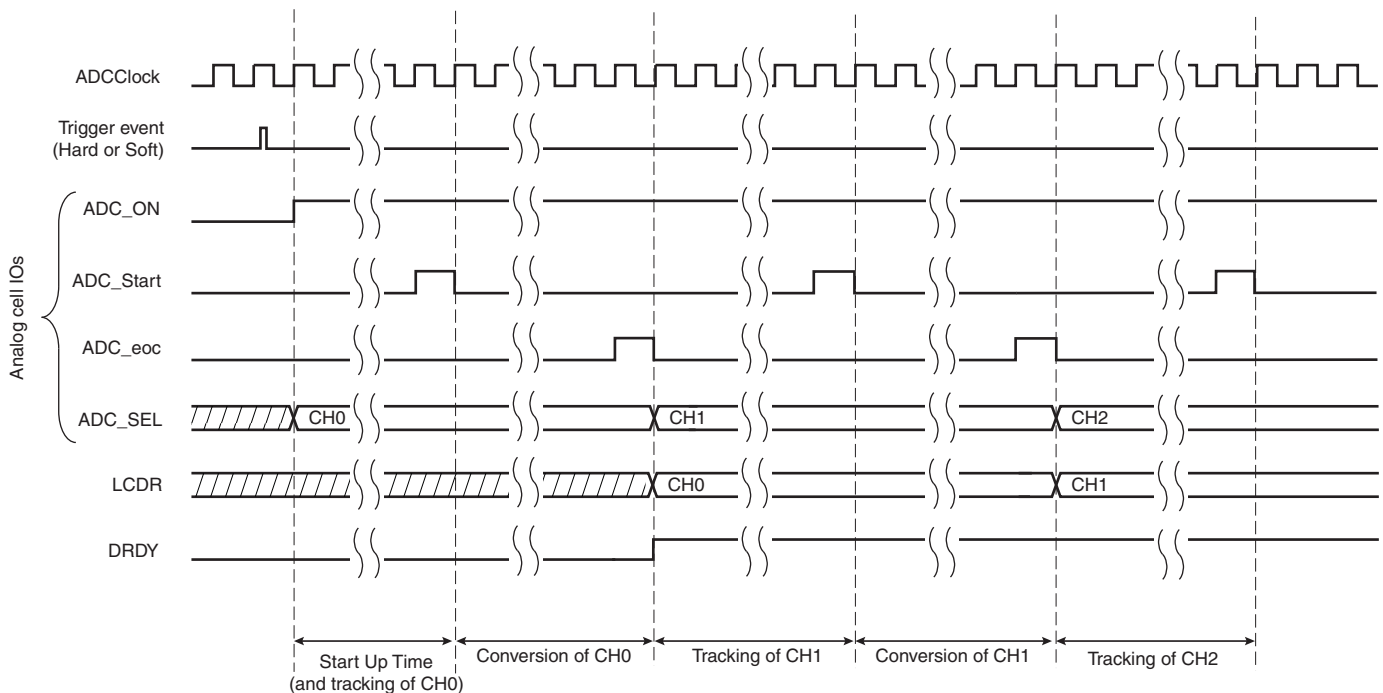 ADCClock
Trigger event
(Hard or Soft)
Analog cell IOs
ADC_ON
ADC_Start
ADC_eoc
ADC_SEL
CH0
CH1
CH2
LCDR
CH0
CH1
DRDY
Start Up Time
(and tracking of CH0)
Conversion of CH0
Tracking of CH1
Conversion of CH1
Tracking of CH2